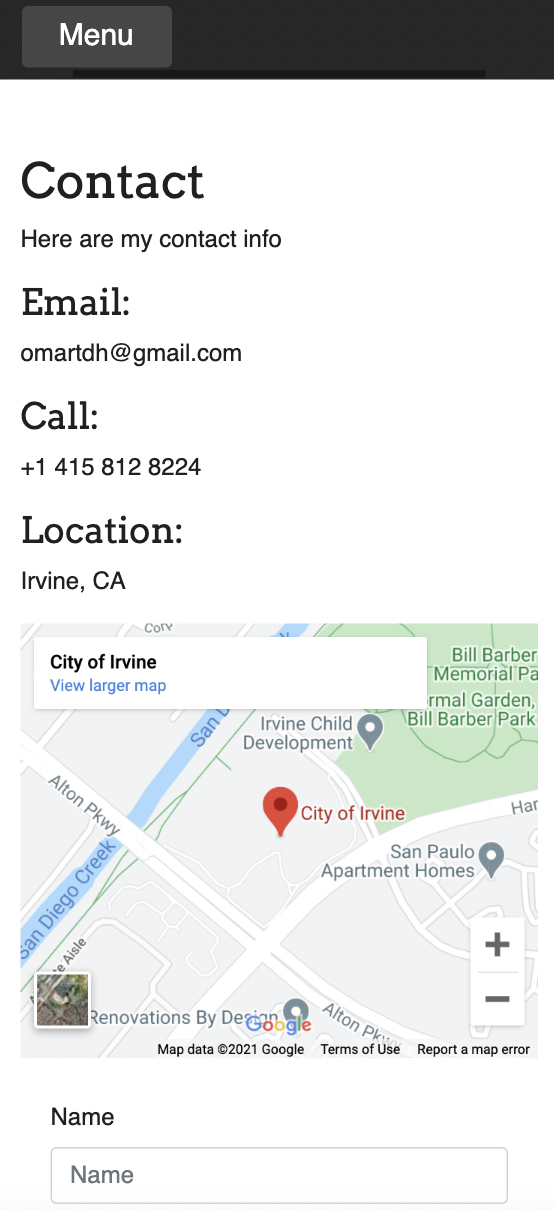 Menu
Contact
Here are my contact info
Email:
omartdh@gmail.com
Call:
+1 415 812 8224
Location:
Irvine, CA
City of Irvine
View larger map
Bill Barber
Memorial Pa
rmal Garden,
Bill Barber Park
Irvine Child
Development
San D
Alton Pkwy
City of Irvine
Har
San Paulo
Apartment Homes
San Diego Creek
Aisle
Renovations By Design
Google
Alton Pkwy
Map data ©2021 Google Terms of Use Report a map error
Name
Name